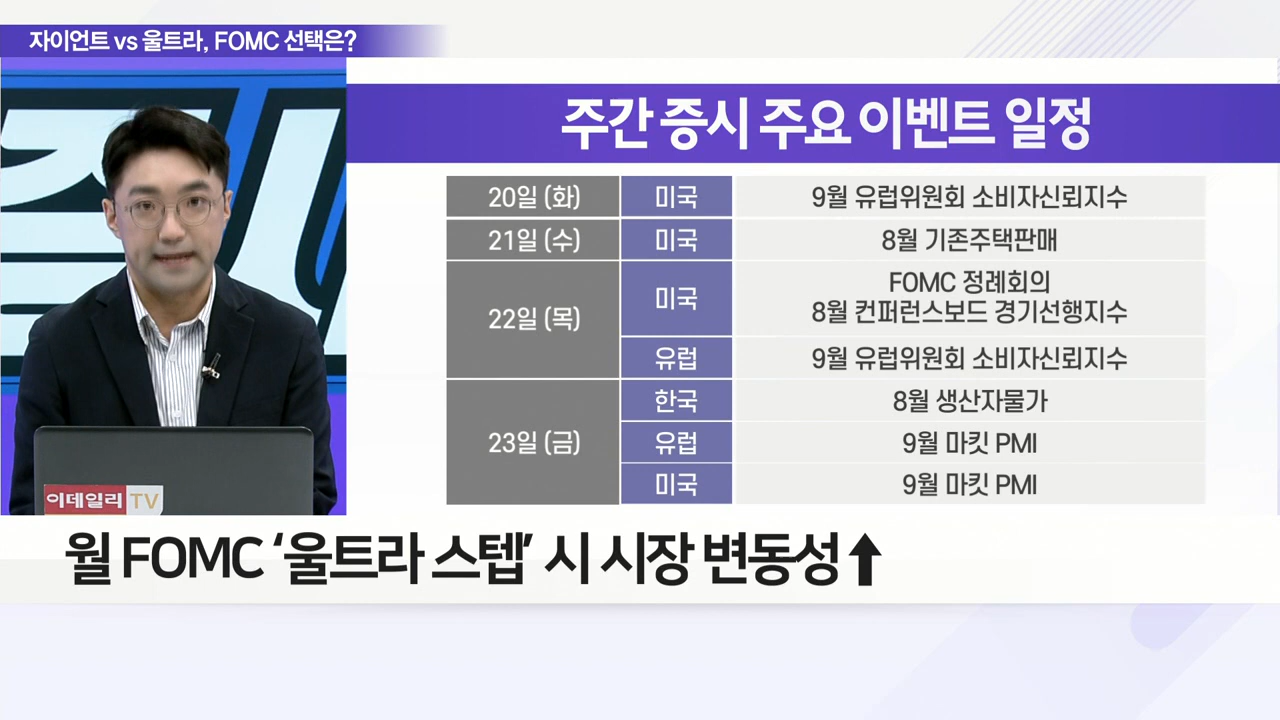 자이언트 vs 울트라, FOMC 선택은?
주간 증시 주요 이벤트 일정
20일 (화) 미국 9월 유럽위원회 소비자신뢰지수
21일 (수) 미국 8월 기존주택판매
22일 (목) 미국 FOMC 정례회의
8월 컨퍼런스보드 경기선행지수
유럽 9월 유럽위원회 소비자신뢰지수
23일 (금) 한국 8월 생산자물가
유럽 9월 마킷 PMI
미국 9월 마킷 PMI
이데일리 TV
월 FOMC ‘울트라 스텝’ 시 시장 변동성⬆